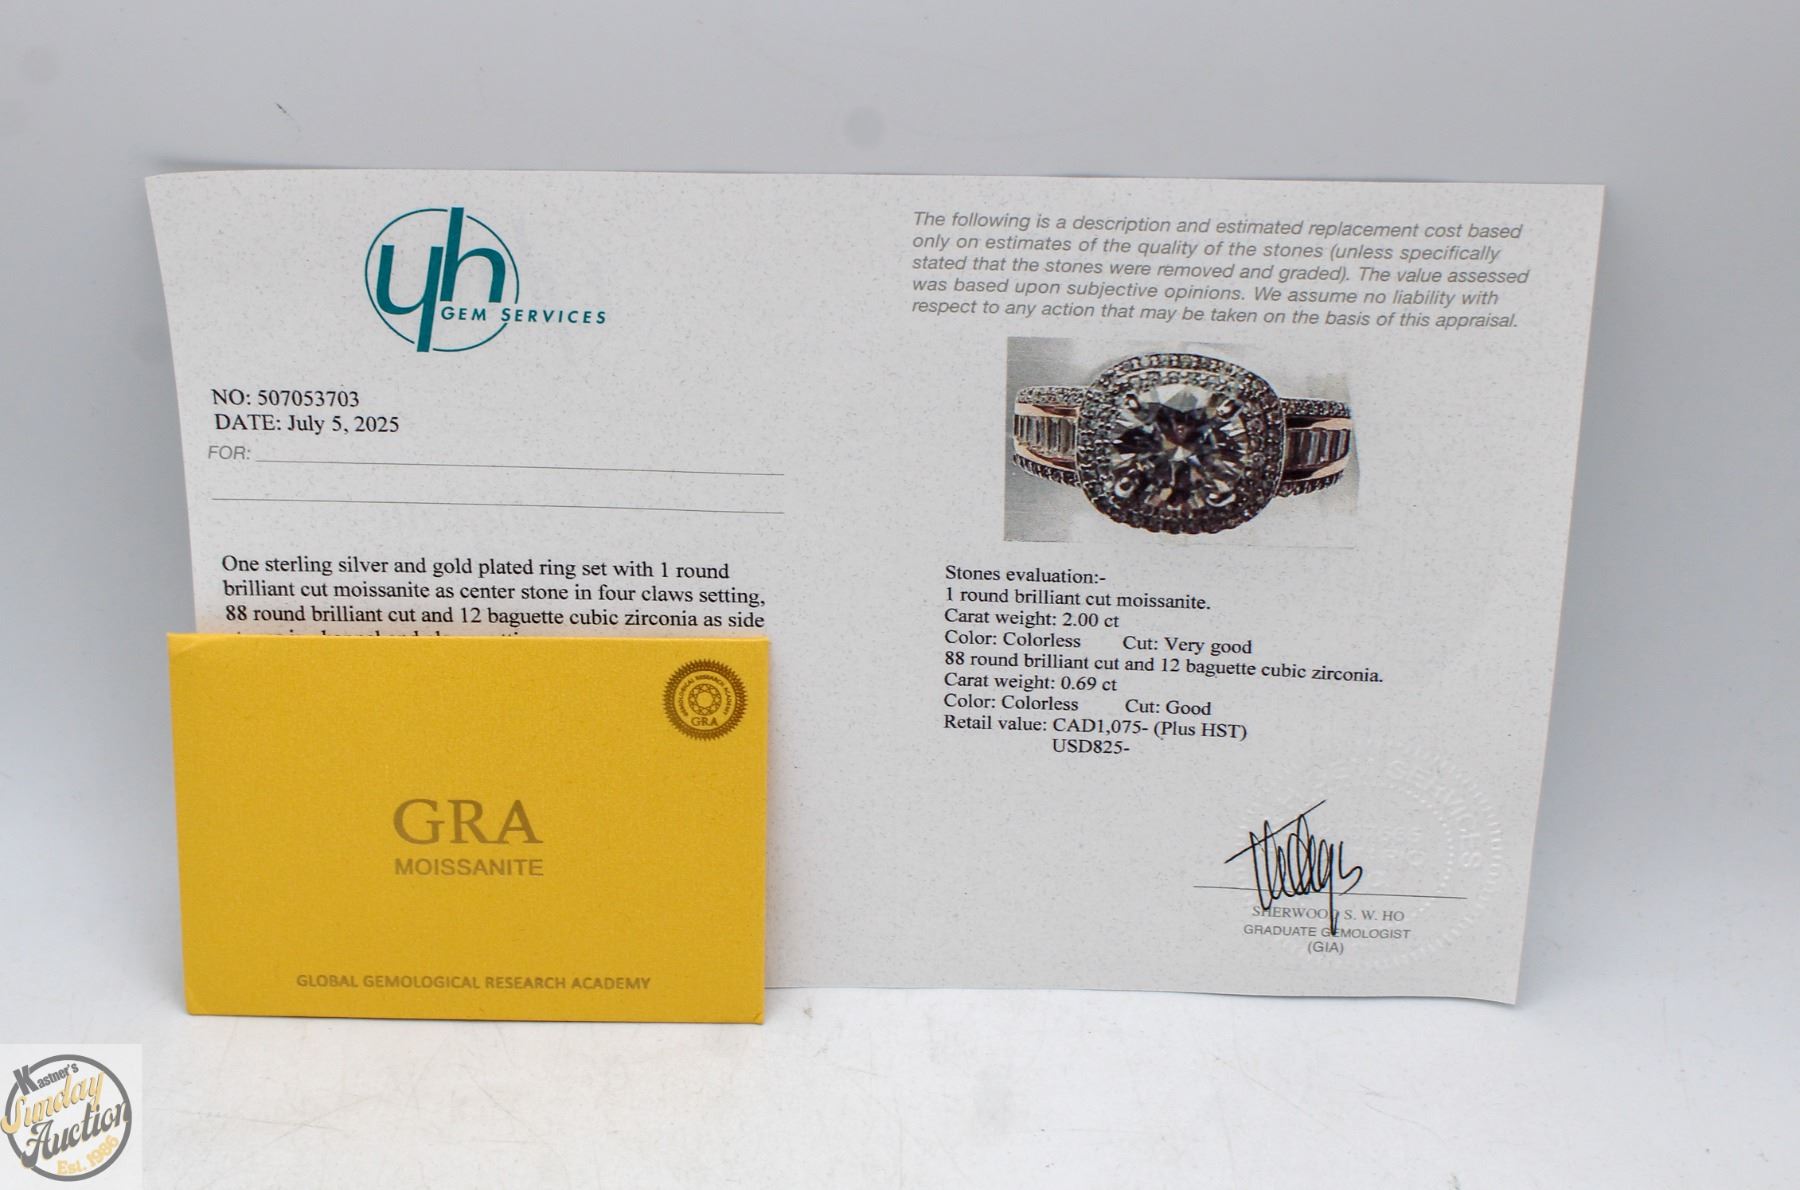 yh
GEM SERVICES
NO: 507053703
DATE: July 5, 2025
FOR:
One sterling silver and gold plated ring set with 1 round
brilliant cut moissanite as center stone in four claws setting,
88 round brilliant cut and 12 baguette cubic zirconia as side
The following is a description and estimated replacement cost based
only on estimates of the quality of the stones (unless specifically
stated that the stones were removed and graded). The value assessed
was based upon subjective opinions. We assume no liability with
respect to any action that may be taken on the basis of this appraisal.
Stones evaluation:-
1 round brilliant cut moissanite.
Carat weight: 2.00 ct
Color: Colorless Cut: Very good
88 round brilliant cut and 12 baguette cubic zirconia.
Carat weight: 0.69 ct
Color: Colorless Cut: Good
Retail value: CAD1,075- (Plus HST)
USD825-
SHERWOOD S. W. HO
GRADUATE GEMOLOGIST
(GIA)
GEMOLOGICAL RESEARCH ACADEMY
GRA
GRA
MOISSANITE
GLOBAL GEMOLOGICAL RESEARCH ACADEMY
Kastner's
Sunday
Auction
Est. 1986